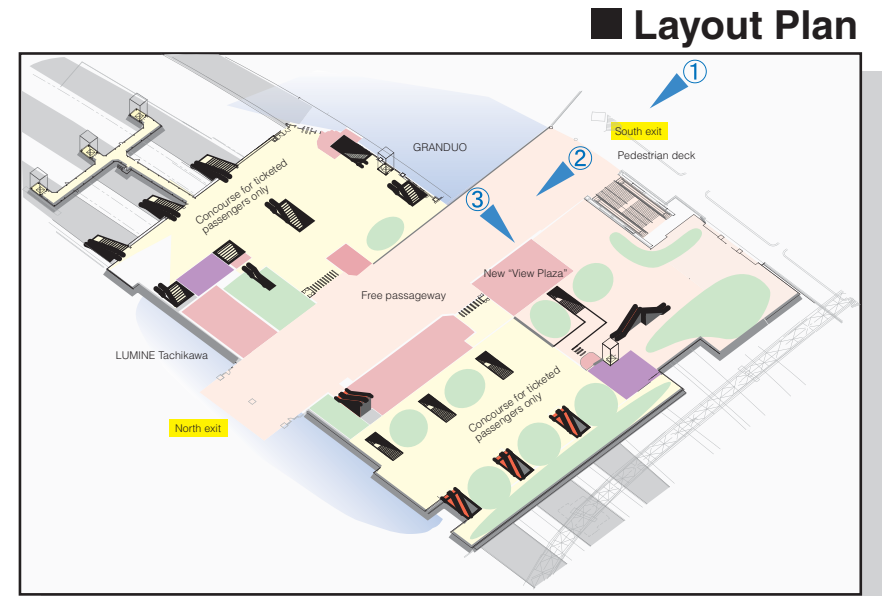 ■ Layout Plan
①
South exit
GRANDUO
②
Pedestrian deck
Concourse for ticketed
passengers only
③
New “View Plaza”
Free passageway
LUMINE Tachikawa
Concourse for ticketed
passengers only
North exit